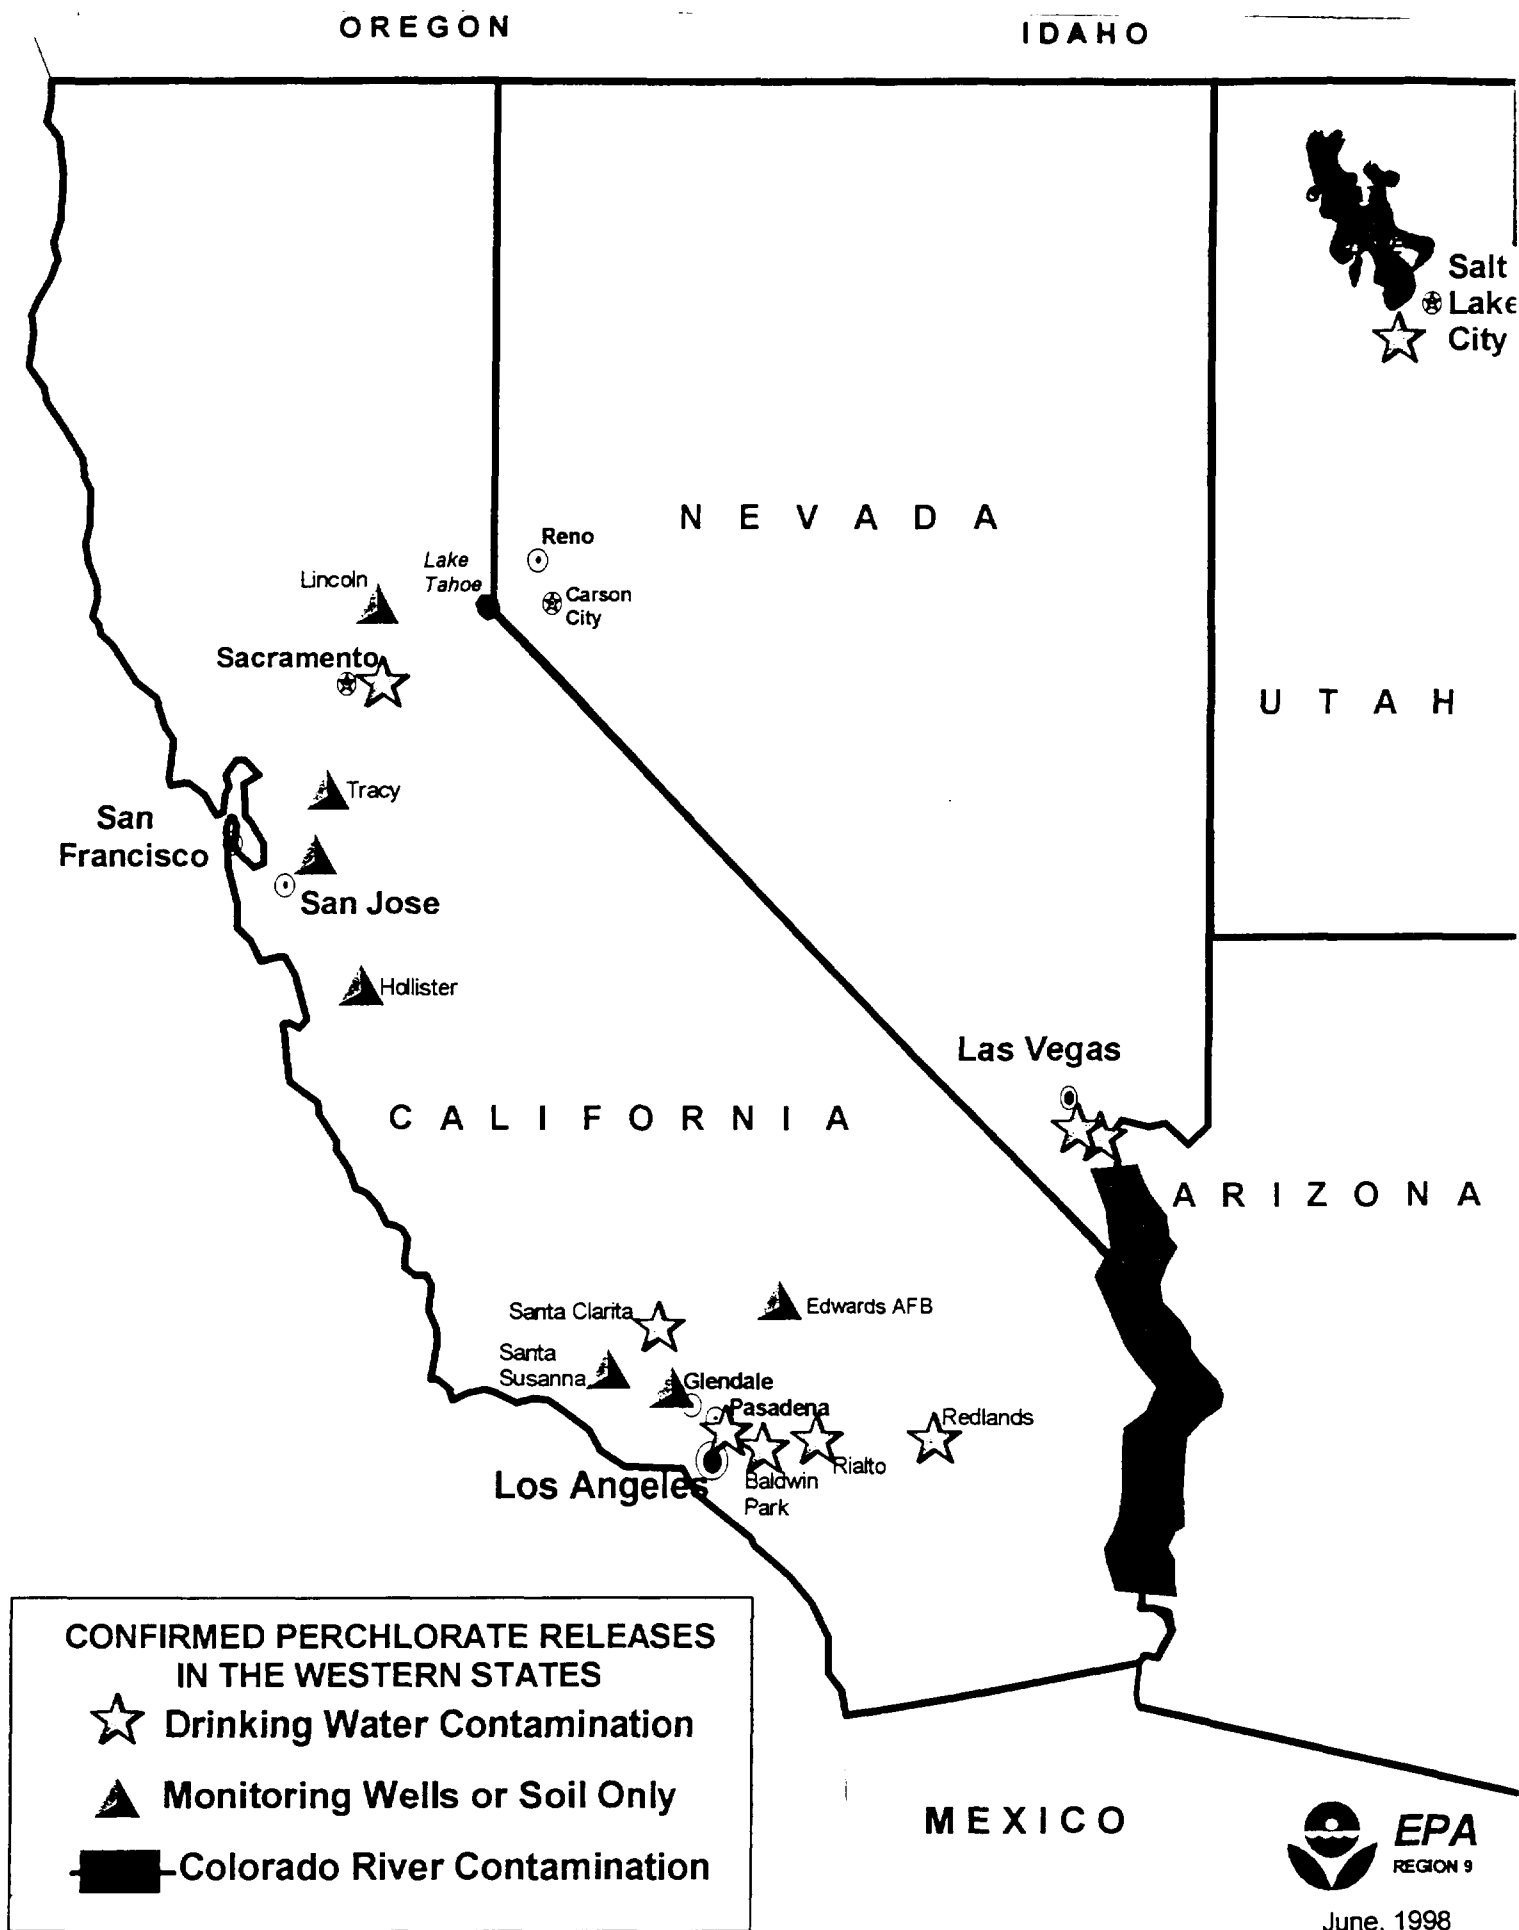 OREGON
IDAHO
Salt
Lake
City
NEVADA
Reno
Lake
Tahoe
Carson
City
Lincoln
Sacramento
UTAH
Tracy
San
Francisco
San Jose
Hollister
Las Vegas
CALIFORNIA
ARIZONA
Santa Clarita
Edwards AFB
Santa
Susanna
Glendale
Pasadena
Redlands
Rialto
Los Angeles
Baldwin
Park
CONFIRMED PERCHLORATE RELEASES
IN THE WESTERN STATES
Drinking Water Contamination
Monitoring Wells or Soil Only
Colorado River Contamination
MEXICO
EPA
REGION 9
June, 1998